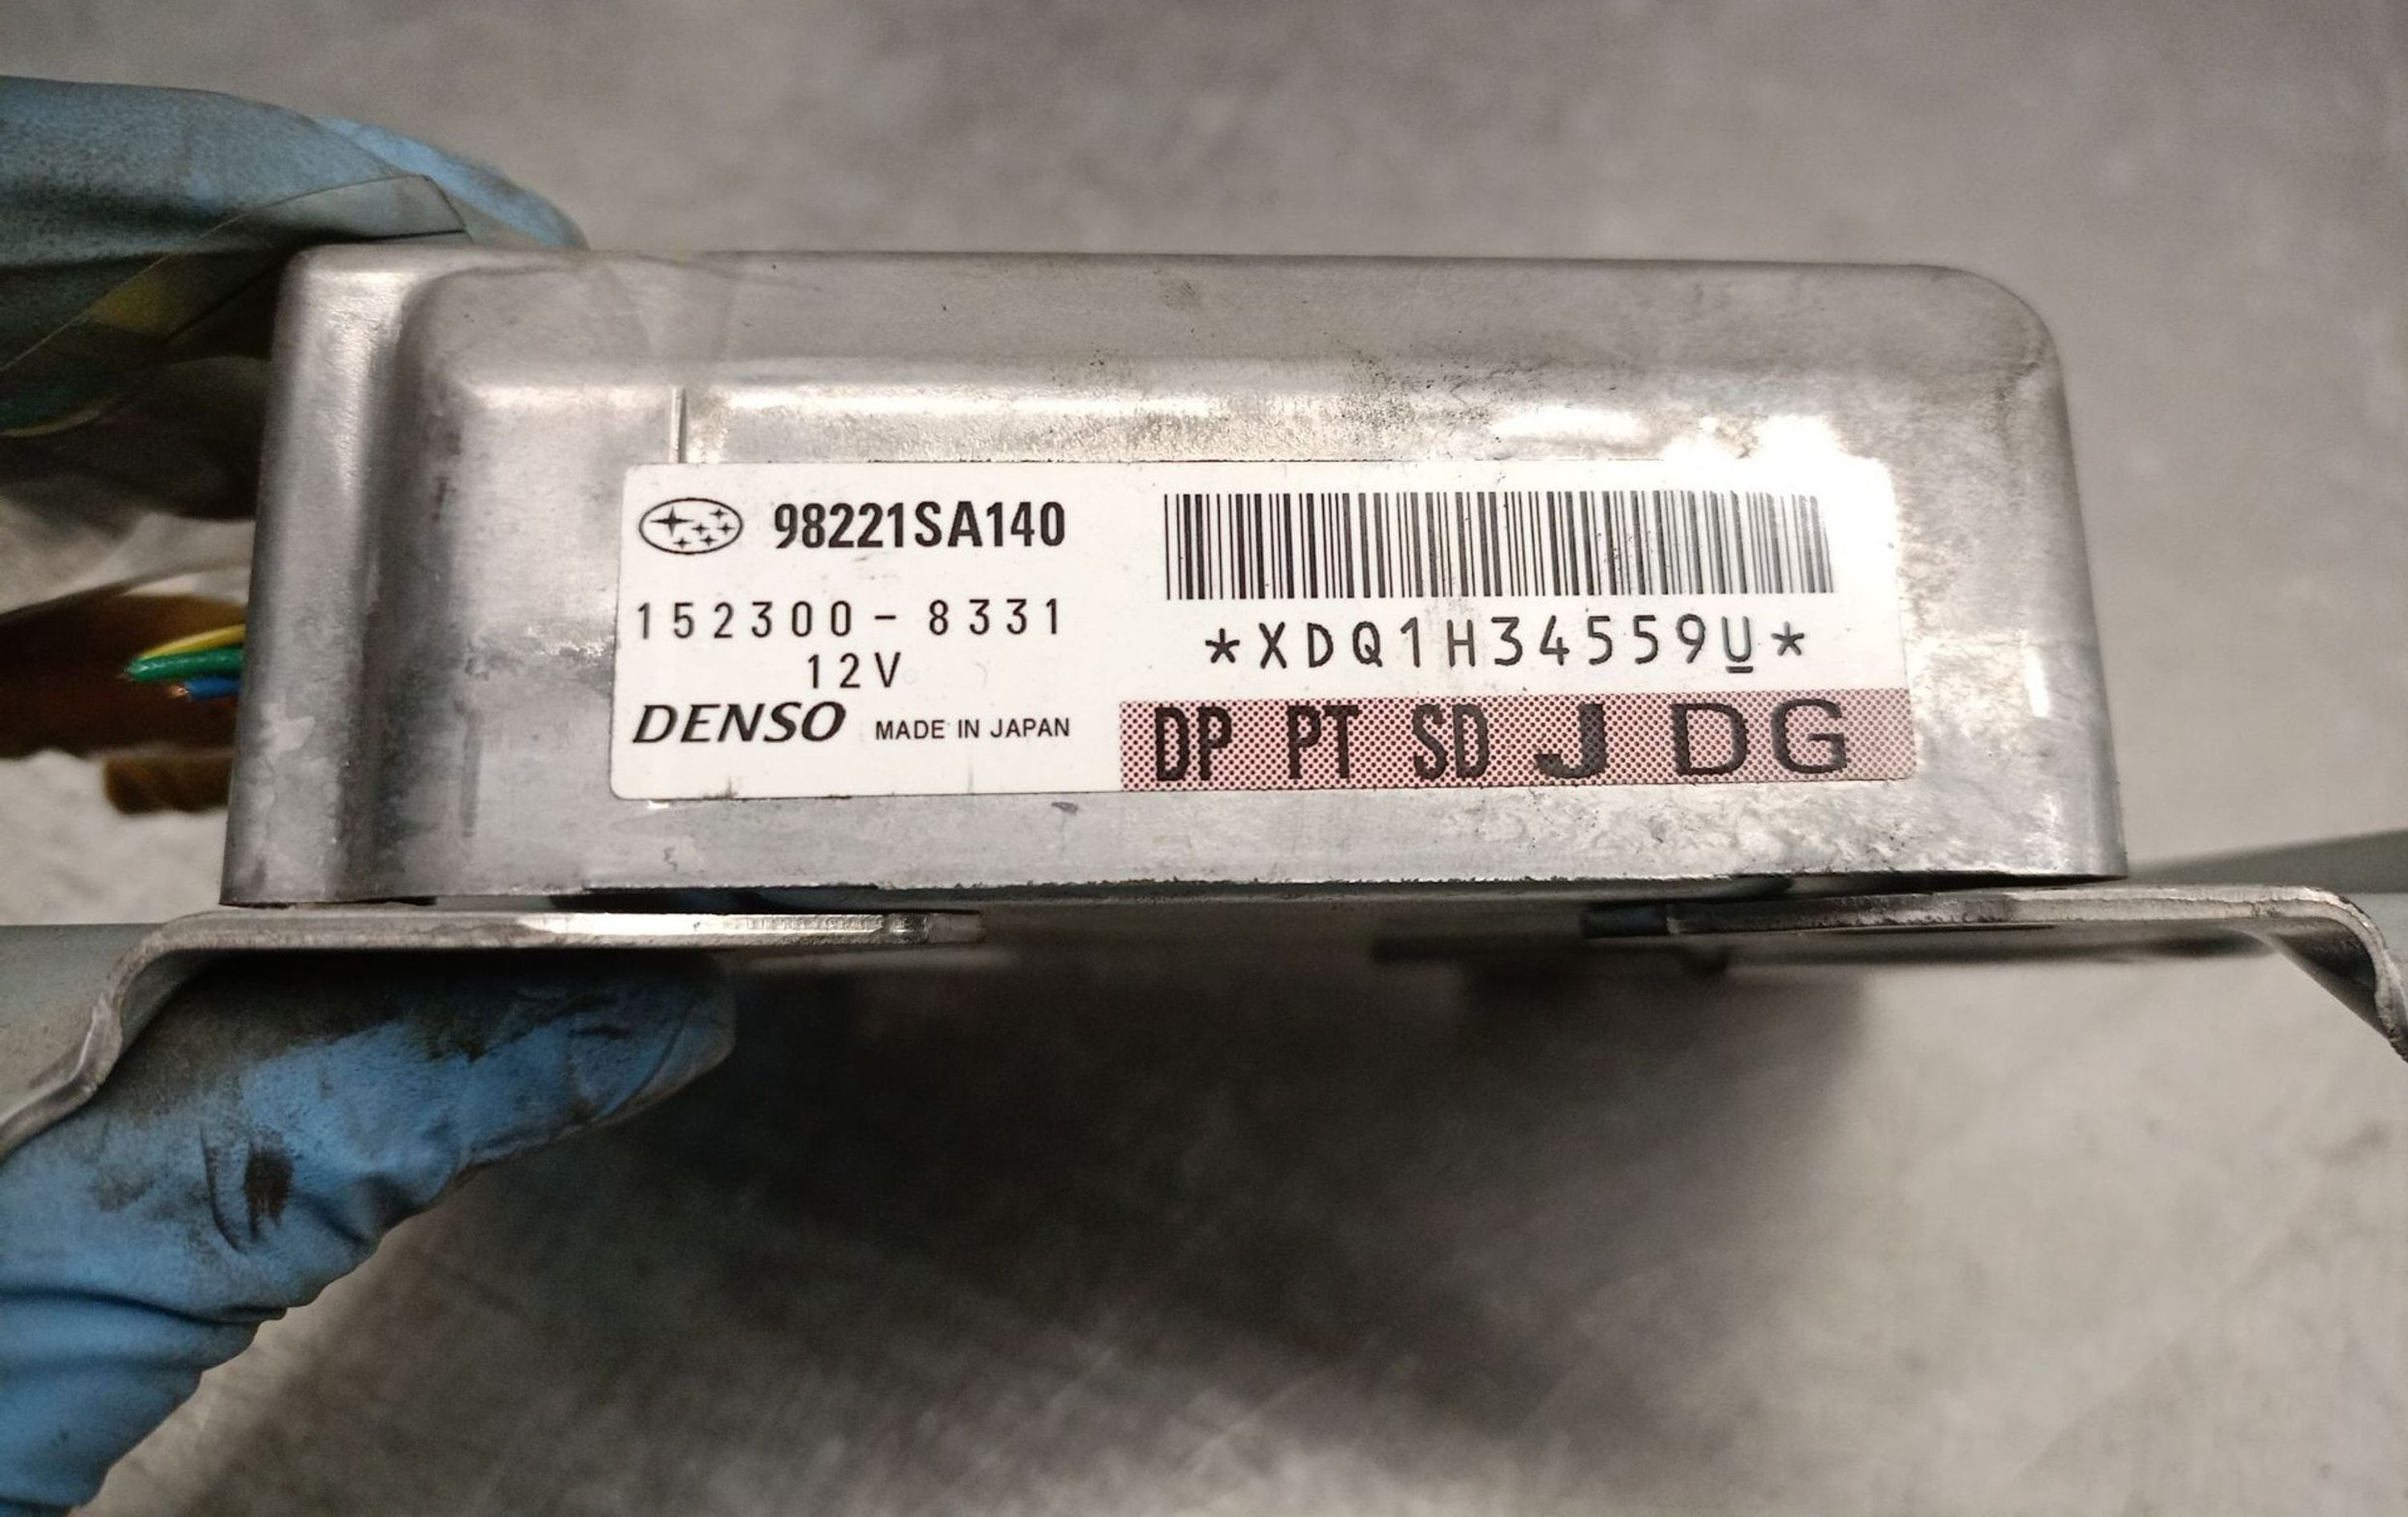 98221SA140
152300-8331
12V
DENSO MADE IN JAPAN
*XDQ1H34559U*
DP PT SD J DG